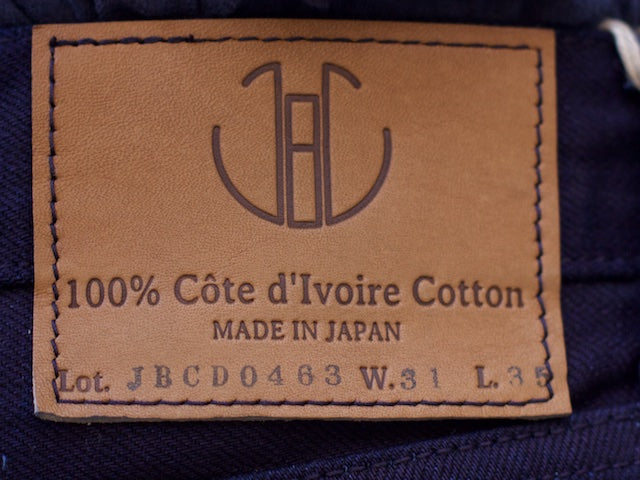 100% Côte d'Ivoire Cotton
MADE IN JAPAN
Lot. JBCD0463 W.31 L.35